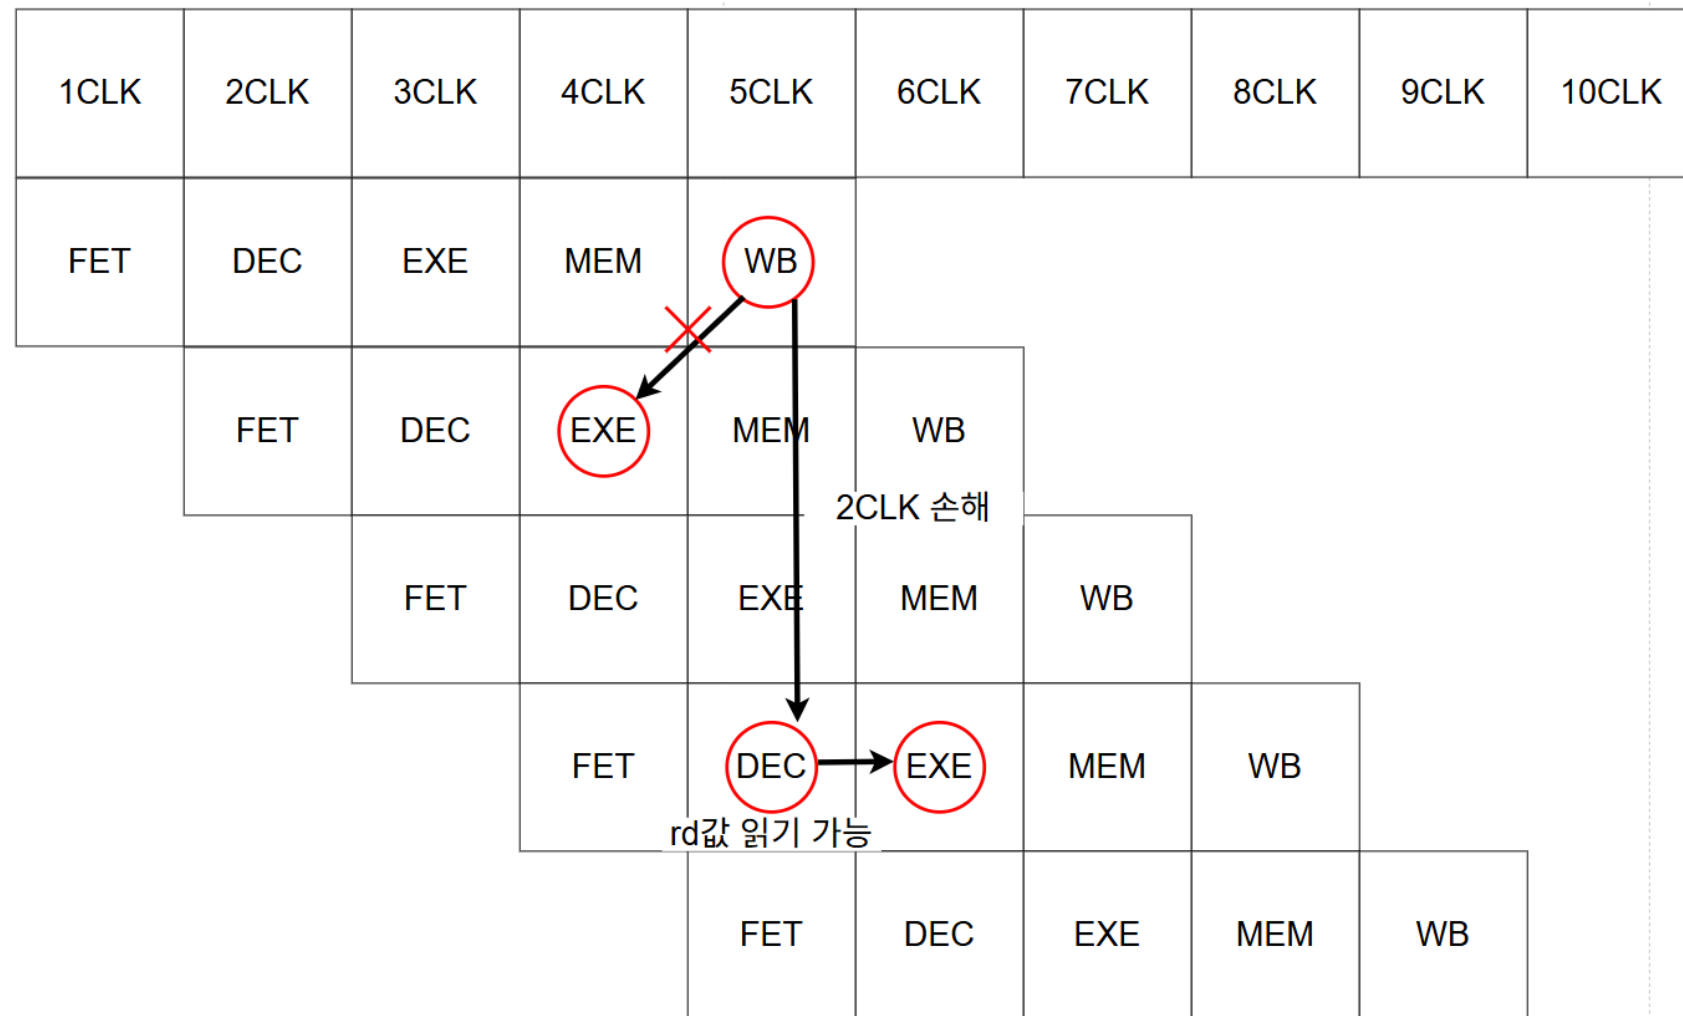 1CLK 2CLK 3CLK 4CLK 5CLK 6CLK 7CLK 8CLK 9CLK 10CLK
FET DEC EXE MEM WB
FET DEC EXE MEM WB
2CLK 손해
FET DEC EXE MEM WB
FET DEC EXE MEM WB
rd값 읽기 가능
FET DEC EXE MEM WB